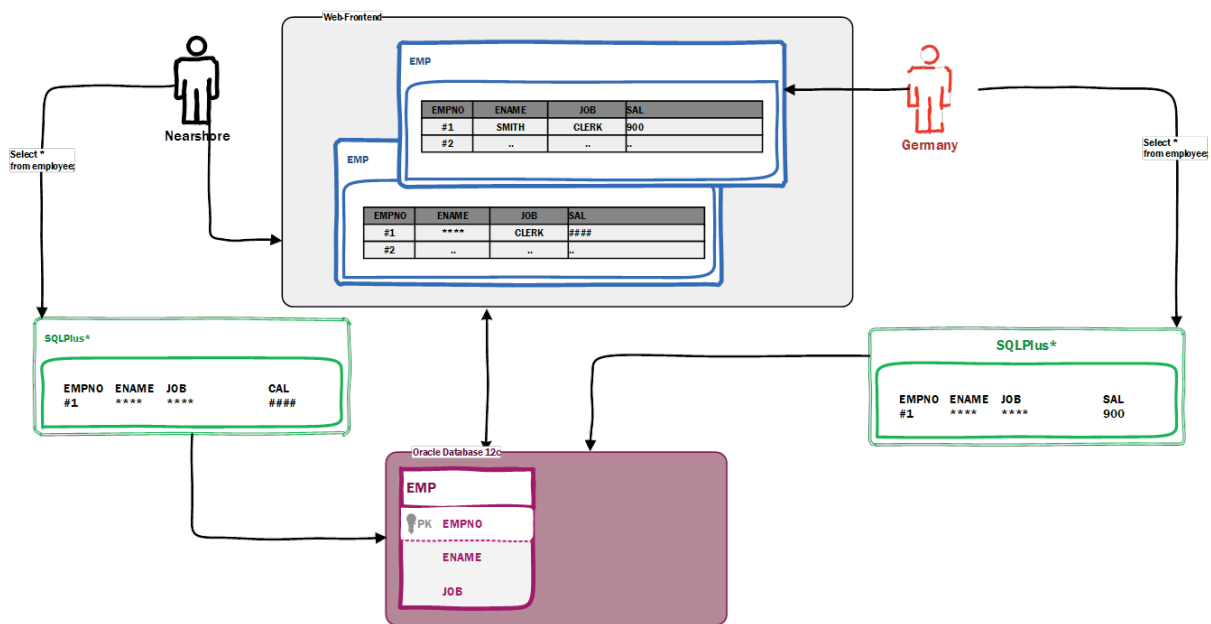 Web-Frontend
EMP
EMPNO ENAME JOB SAL
#1 SMITH CLERK 900
#2 .. .. ..
Nearshore
Germany
Select *
from employee;
Select *
from employee;
EMP
EMPNO ENAME JOB SAL
#1 **** CLERK ####
#2 .. .. ..
SQLPlus*
EMPNO ENAME JOB CAL
#1 **** **** ####
SQLPlus*
EMPNO ENAME JOB SAL
#1 **** **** 900
Oracle Database 12c
EMP
PK EMPNO
ENAME
JOB